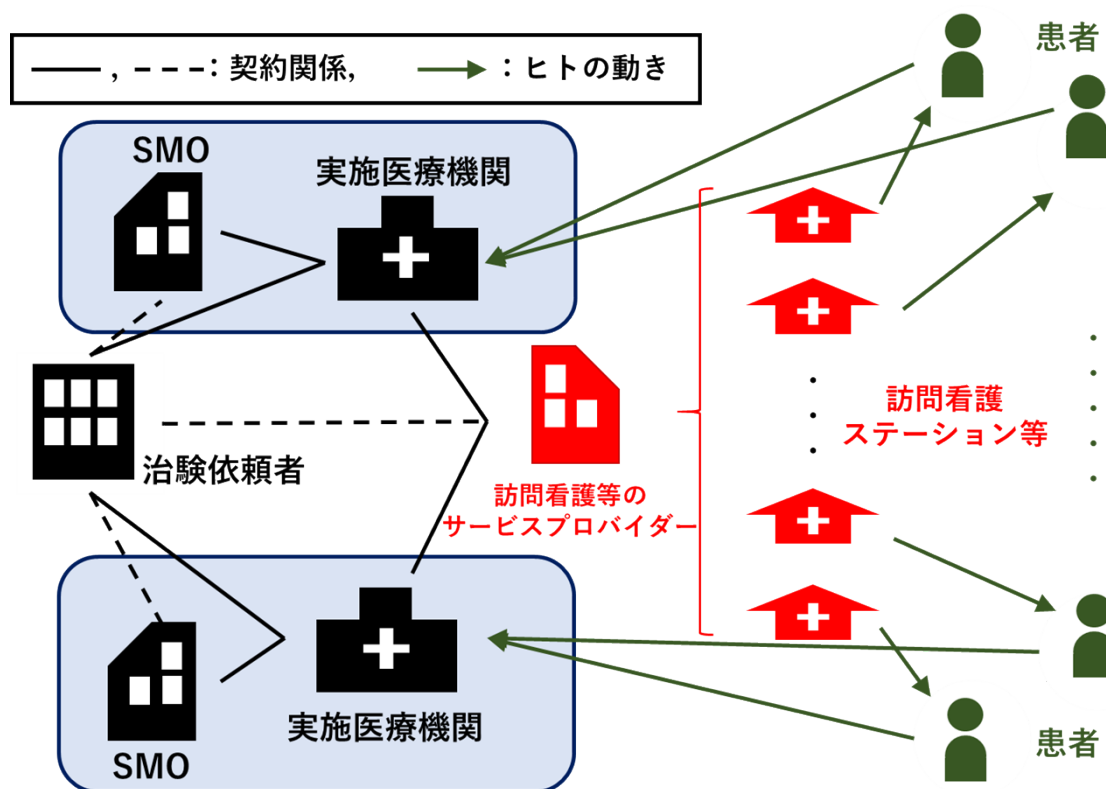 患者
, : 契約関係, : ヒトの動き
SMO
実施医療機関
訪問看護
ステーション等
治験依頼者
訪問看護等の
サービスプロバイダー
実施医療機関
患者
SMO